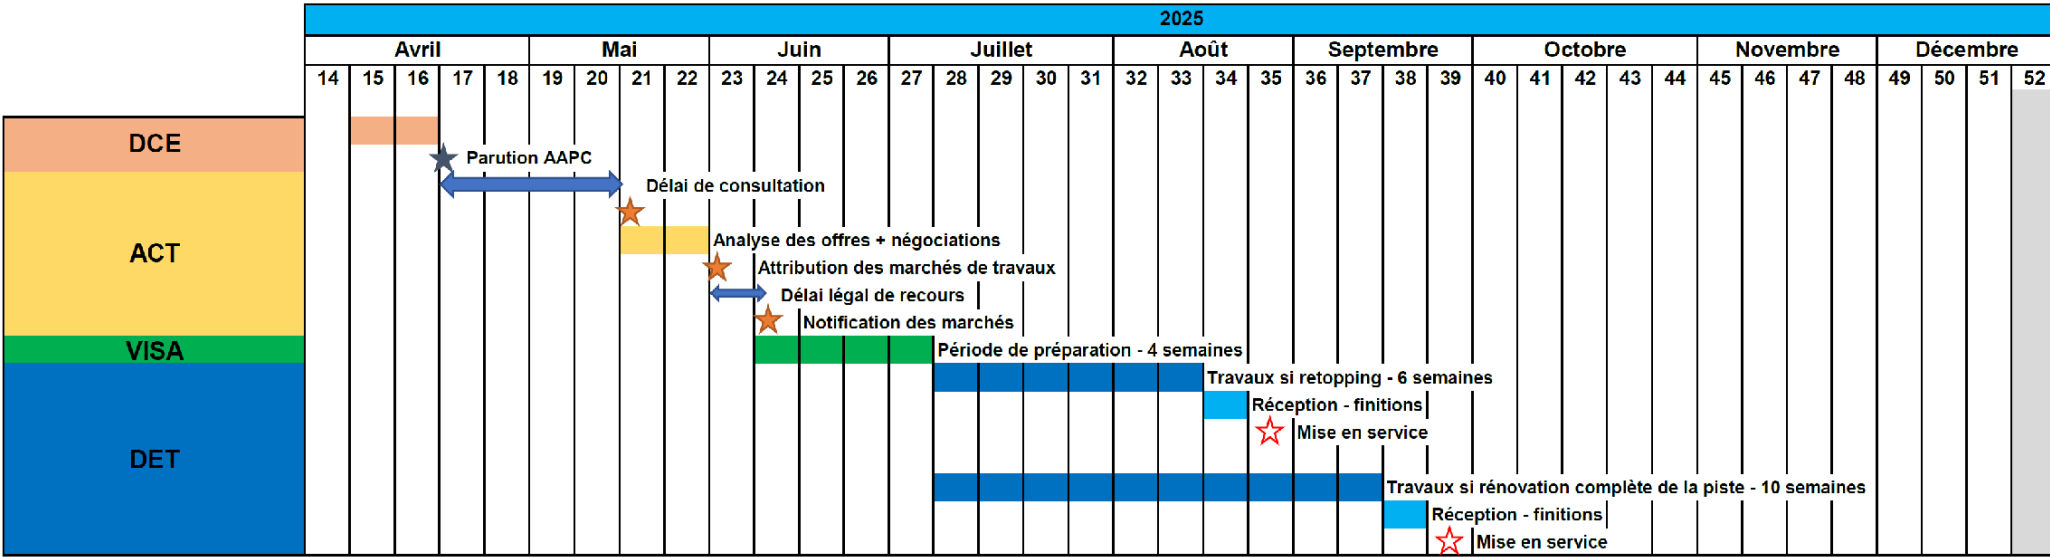 2025
Avril Mai Juin Juillet Août Septembre Octobre Novembre Décembre
14 15 16 17 18 19 20 21 22 23 24 25 26 27 28 29 30 31 32 33 34 35 36 37 38 39 40 41 42 43 44 45 46 47 48 49 50 51 52
DCE
Parution AAPC
Délai de consultation
ACT
Analyse des offres + négociations
Attribution des marchés de travaux
Délai légal de recours
Notification des marchés
VISA
Période de préparation - 4 semaines
DET
Travaux si retopping - 6 semaines
Réception - finitions
Mise en service
Travaux si rénovation complète de la piste - 10 semaines
Réception - finitions
Mise en service